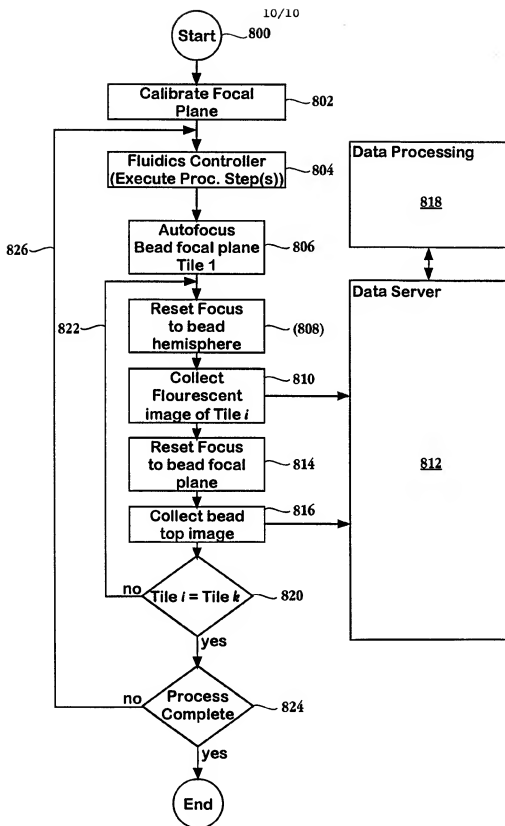 10/10
Start
800
Calibrate Focal
Plane
802
Fluidics Controller
(Execute Proc. Step(s))
804
Data Processing
818
Autofocus
Bead focal plane
Tile 1
806
826
822
Data Server
812
Reset Focus
to bead
hemisphere
(808)
Collect
Flourescent
image of Tile i
810
Reset Focus
to bead focal
plane
814
Collect bead
top image
816
Tile i = Tile k
820
no
yes
Process
Complete
824
no
yes
End